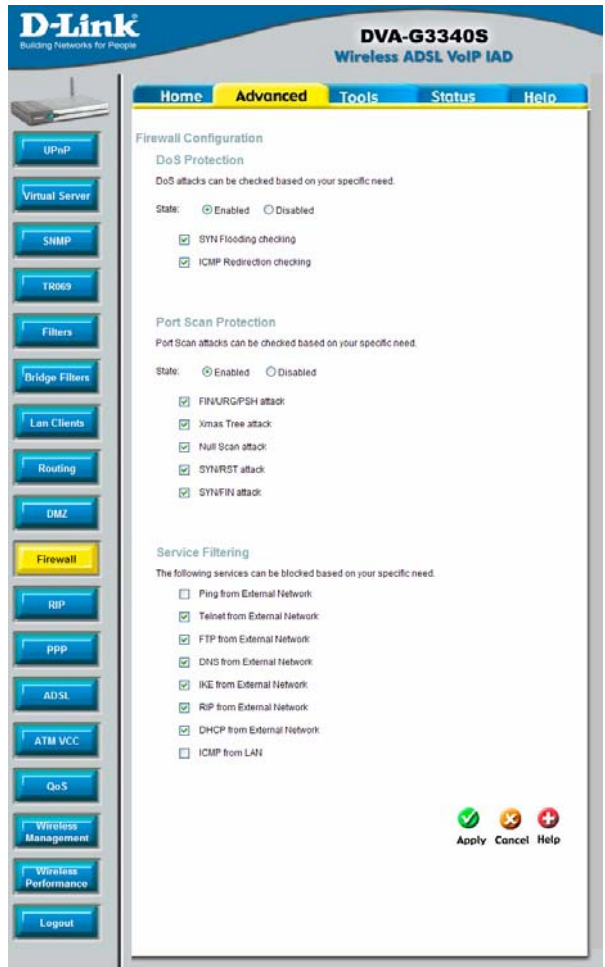 D-Link
Building Networks for People
DVA-G3340S
Wireless ADSL VoIP IAD
Home
Advanced
Tools
Status
Help
UPnP
Virtual Server
SNMP
TR069
Filters
Bridge Filters
Lan Clients
Routing
DMZ
Firewall
RIP
PPP
ADSL
ATM VCC
QoS
Wireless
Management
Wireless
Performance
Logout
Firewall Configuration
DoS Protection
DoS attacks can be checked based on your specific need.
State: Enabled Disabled
SYN Flooding checking
ICMP Redirection checking
Port Scan Protection
Port Scan attacks can be checked based on your specific need.
State: Enabled Disabled
FIN/URG/PSH attack
Xmas Tree attack
Null Scan attack
SYN/RST attack
SYN/FIN attack
Service Filtering
The following services can be blocked based on your specific need.
Ping from External Network
Telnet from External Network
FTP from External Network
DNS from External Network
IKE from External Network
RIP from External Network
DHCP from External Network
ICMP from LAN
Apply Cancel Help